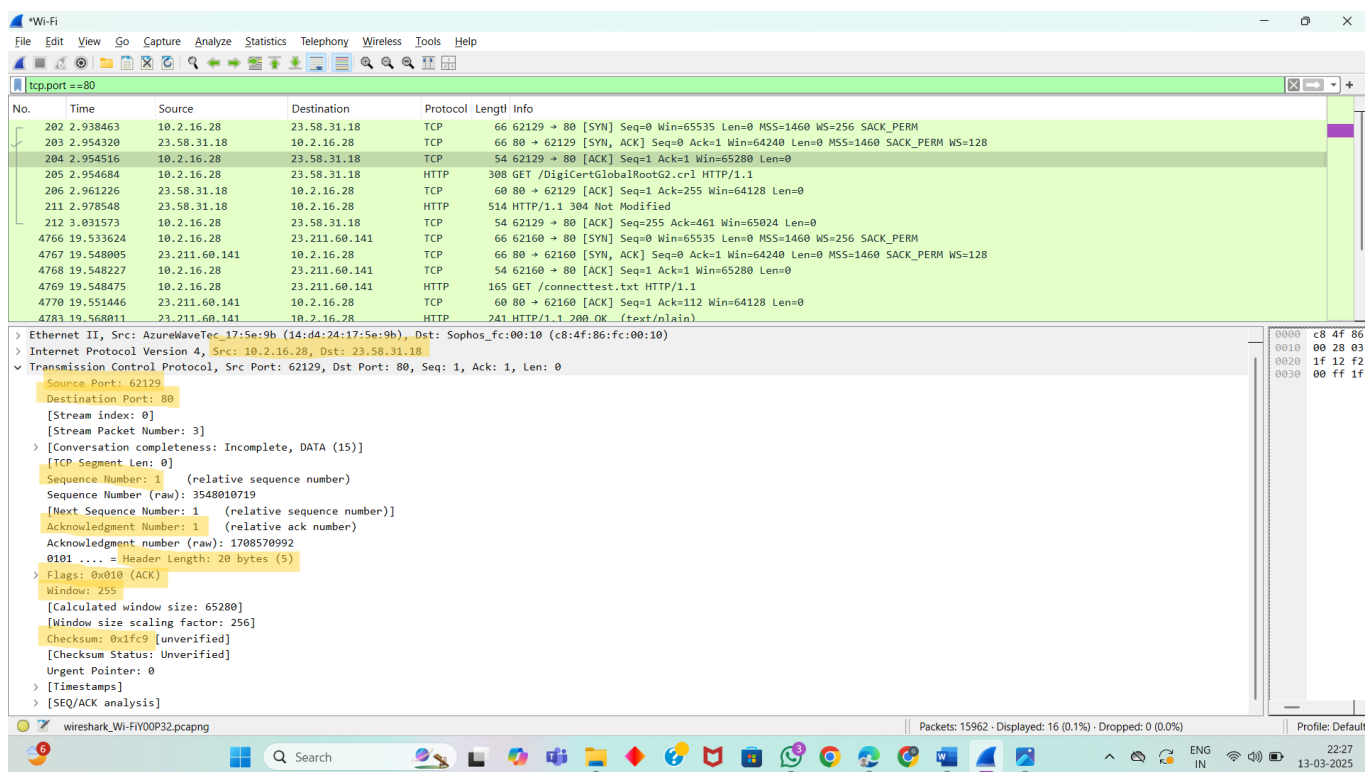 *Wi-Fi
File Edit View Go Capture Analyze Statistics Telephony Wireless Tools Help
tcp.port ==80
No. Time Source Destination Protocol Length Info
202 2.938463 10.2.16.28 23.58.31.18 TCP 66 62129 → 80 [SYN] Seq=0 Win=65535 Len=0 MSS=1460 WS=256 SACK_PERM
203 2.954320 23.58.31.18 10.2.16.28 TCP 66 80 → 62129 [SYN, ACK] Seq=0 Ack=1 Win=64240 Len=0 MSS=1460 SACK_PERM WS=128
204 2.954516 10.2.16.28 23.58.31.18 TCP 54 62129 → 80 [ACK] Seq=1 Ack=1 Win=65280 Len=0
205 2.954684 10.2.16.28 23.58.31.18 HTTP 308 GET /DigiCertGlobalRootG2.crl HTTP/1.1
206 2.961226 23.58.31.18 10.2.16.28 TCP 60 80 → 62129 [ACK] Seq=1 Ack=255 Win=64128 Len=0
211 2.978548 23.58.31.18 10.2.16.28 HTTP 514 HTTP/1.1 304 Not Modified
212 3.031573 10.2.16.28 23.58.31.18 TCP 54 62129 → 80 [ACK] Seq=255 Ack=461 Win=65024 Len=0
4766 19.533624 10.2.16.28 23.211.60.141 TCP 66 62160 → 80 [SYN] Seq=0 Win=65535 Len=0 MSS=1460 WS=256 SACK_PERM
4767 19.548005 23.211.60.141 10.2.16.28 TCP 66 80 → 62160 [SYN, ACK] Seq=0 Ack=1 Win=64240 Len=0 MSS=1460 SACK_PERM WS=128
4768 19.548227 10.2.16.28 23.211.60.141 TCP 54 62160 → 80 [ACK] Seq=1 Ack=1 Win=65280 Len=0
4769 19.548475 10.2.16.28 23.211.60.141 HTTP 165 GET /connecttest.txt HTTP/1.1
4770 19.551446 23.211.60.141 10.2.16.28 TCP 60 80 → 62160 [ACK] Seq=1 Ack=112 Win=64128 Len=0
4783 19.568011 23.211.60.141 10.2.16.28 HTTP 241 HTTP/1.1 200 OK (text/plain)
Ethernet II, Src: AzureWaveTec_17:5e:9b (14:d4:24:17:5e:9b), Dst: Sophos_fc:00:10 (c8:4f:86:fc:00:10)
Internet Protocol Version 4, Src: 10.2.16.28, Dst: 23.58.31.18
Transmission Control Protocol, Src Port: 62129, Dst Port: 80, Seq: 1, Ack: 1, Len: 0
Source Port: 62129
Destination Port: 80
[Stream index: 0]
[Stream Packet Number: 3]
[Conversation completeness: Incomplete, DATA (15)]
[TCP Segment Len: 0]
Sequence Number: 1 (relative sequence number)
Sequence Number (raw): 3548010719
[Next Sequence Number: 1 (relative sequence number)]
Acknowledgment Number: 1 (relative ack number)
Acknowledgment number (raw): 1708570992
0101 .... = Header Length: 20 bytes (5)
Flags: 0x010 (ACK)
Window: 255
[Calculated window size: 65280]
[Window size scaling factor: 256]
Checksum: 0x1fc9 [unverified]
[Checksum Status: Unverified]
Urgent Pointer: 0
[Timestamps]
[SEQ/ACK analysis]
0000 c8 4f 86
0010 00 28 03
0020 1f 12 f2
0030 00 ff 1f
wireshark_Wi-FiY00P32.pcapng Packets: 15962 · Displayed: 16 (0.1%) · Dropped: 0 (0.0%) Profile: Default
6 Search 3 ENG IN 22:27 13-03-2025